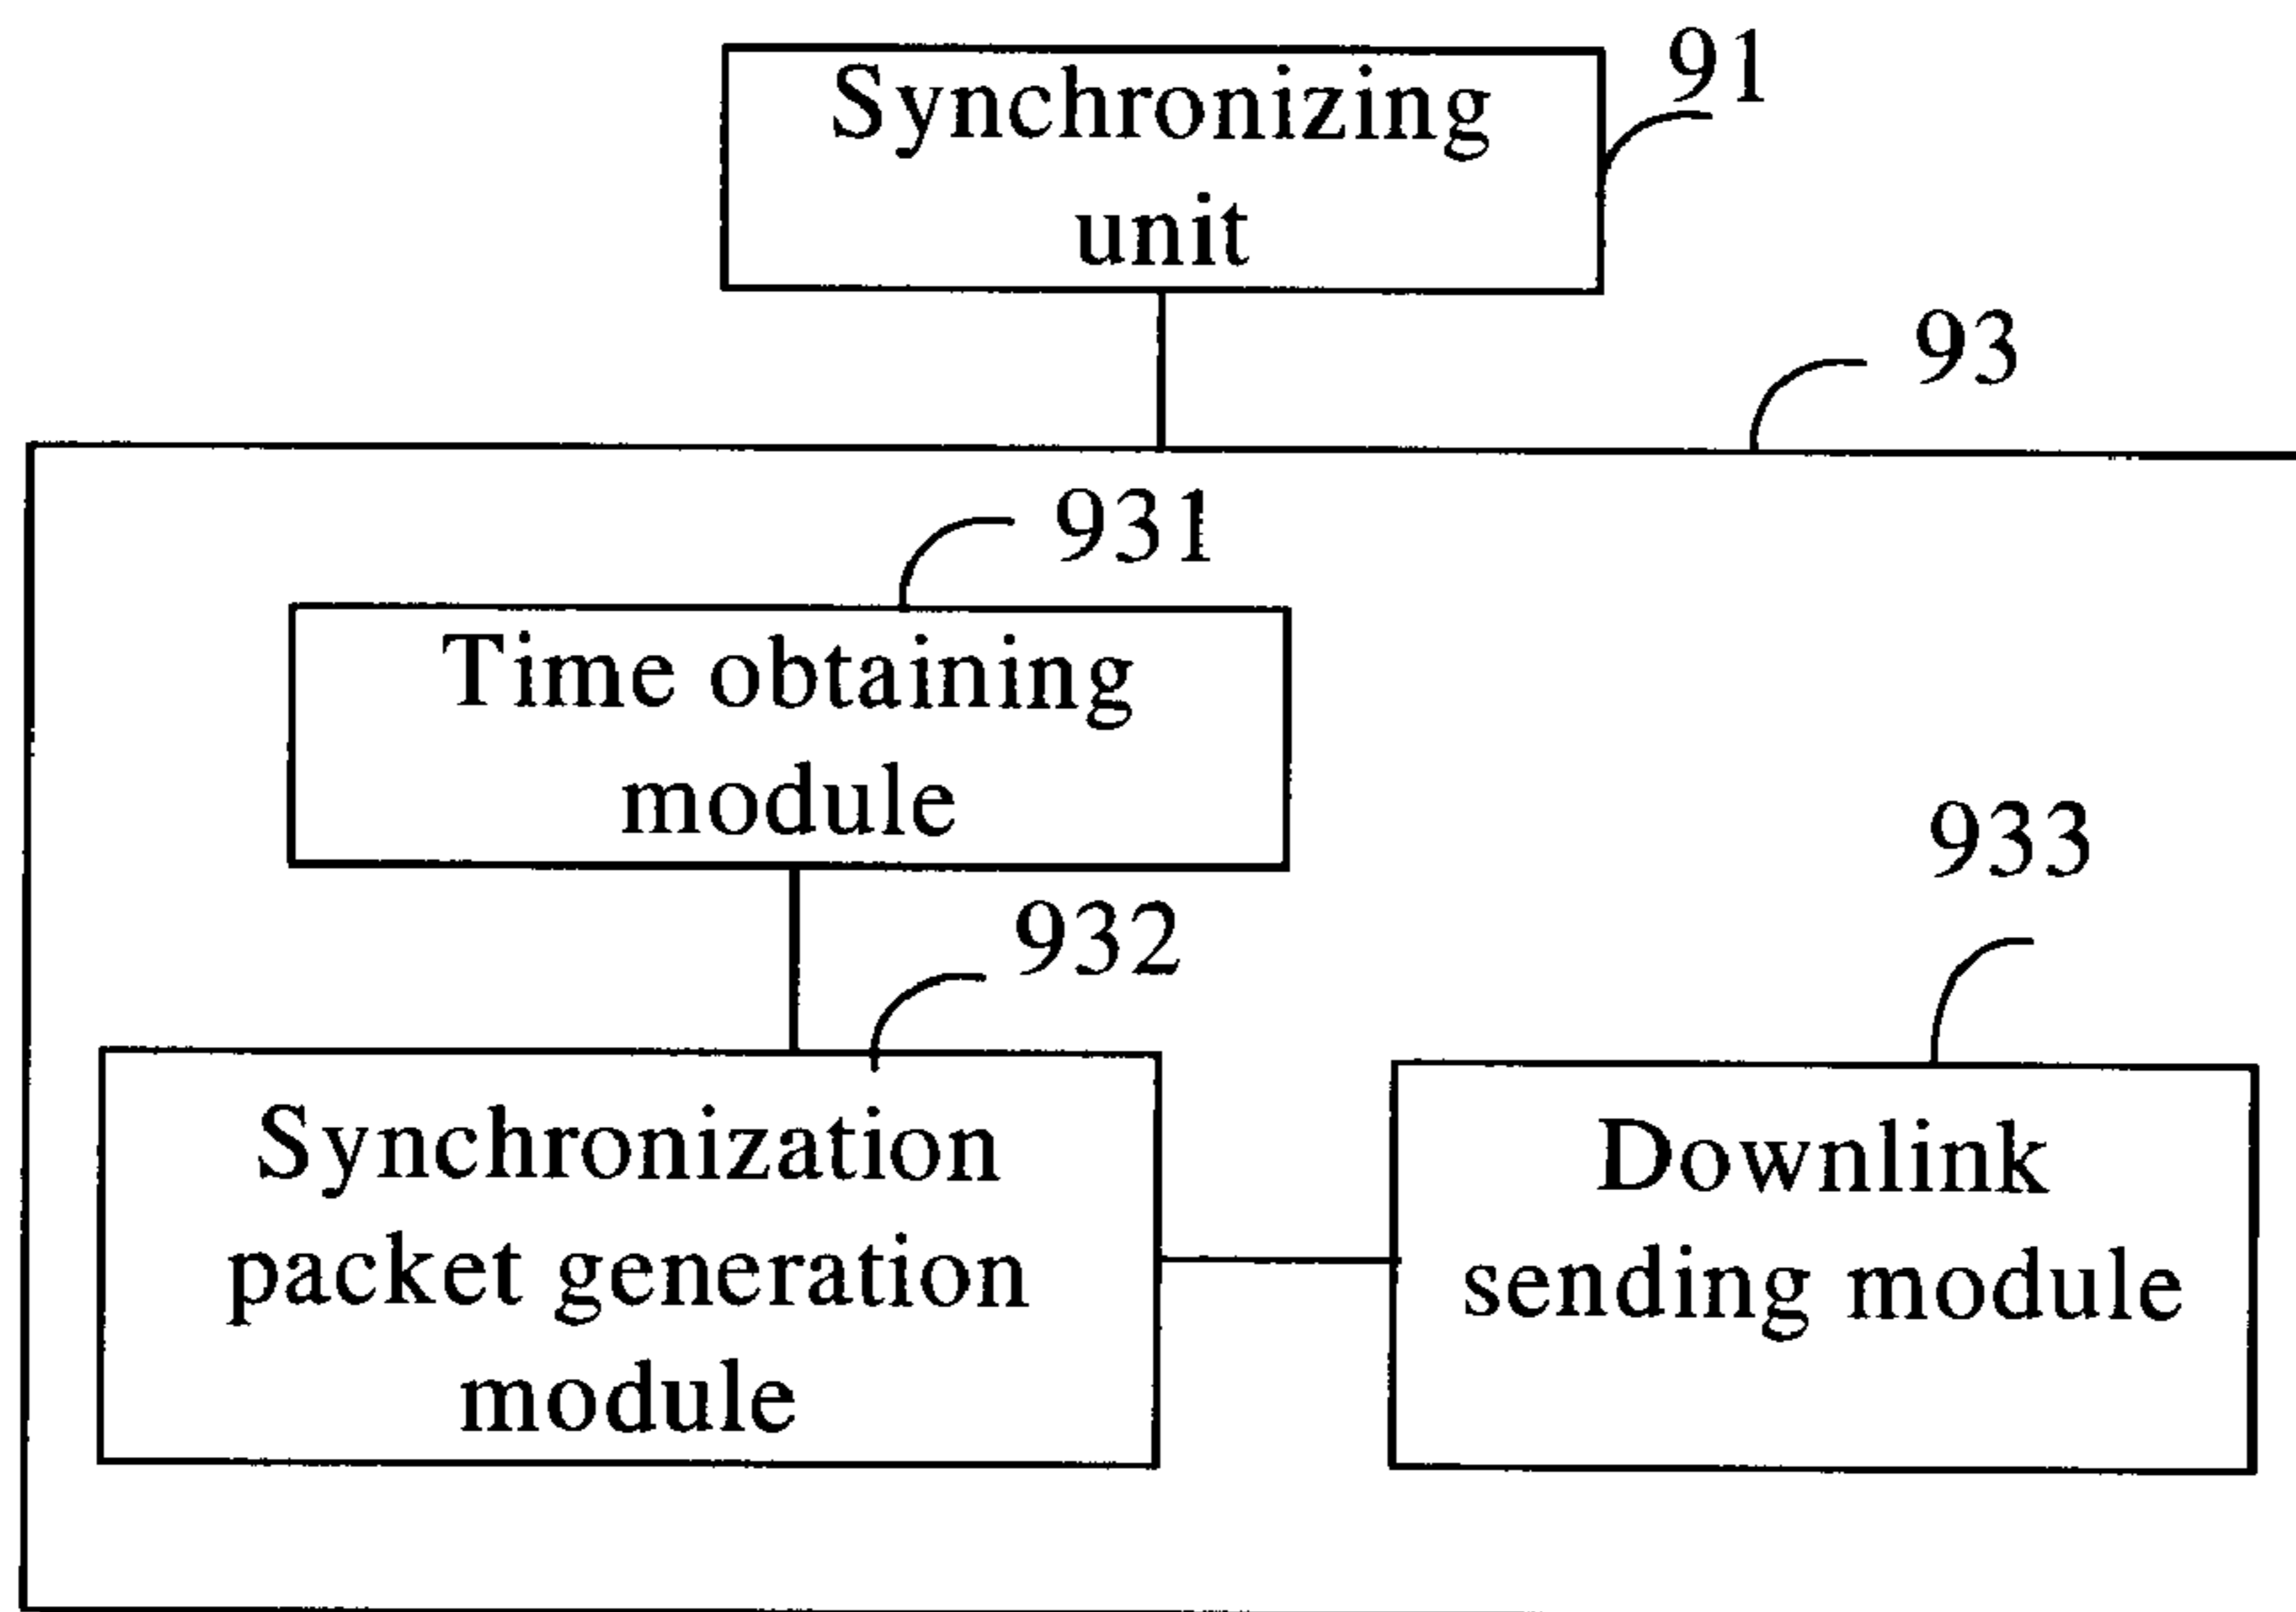 Synchronizing
unit
91
93
931
Time obtaining
module
932
933
Synchronization
packet generation
module
Downlink
sending module